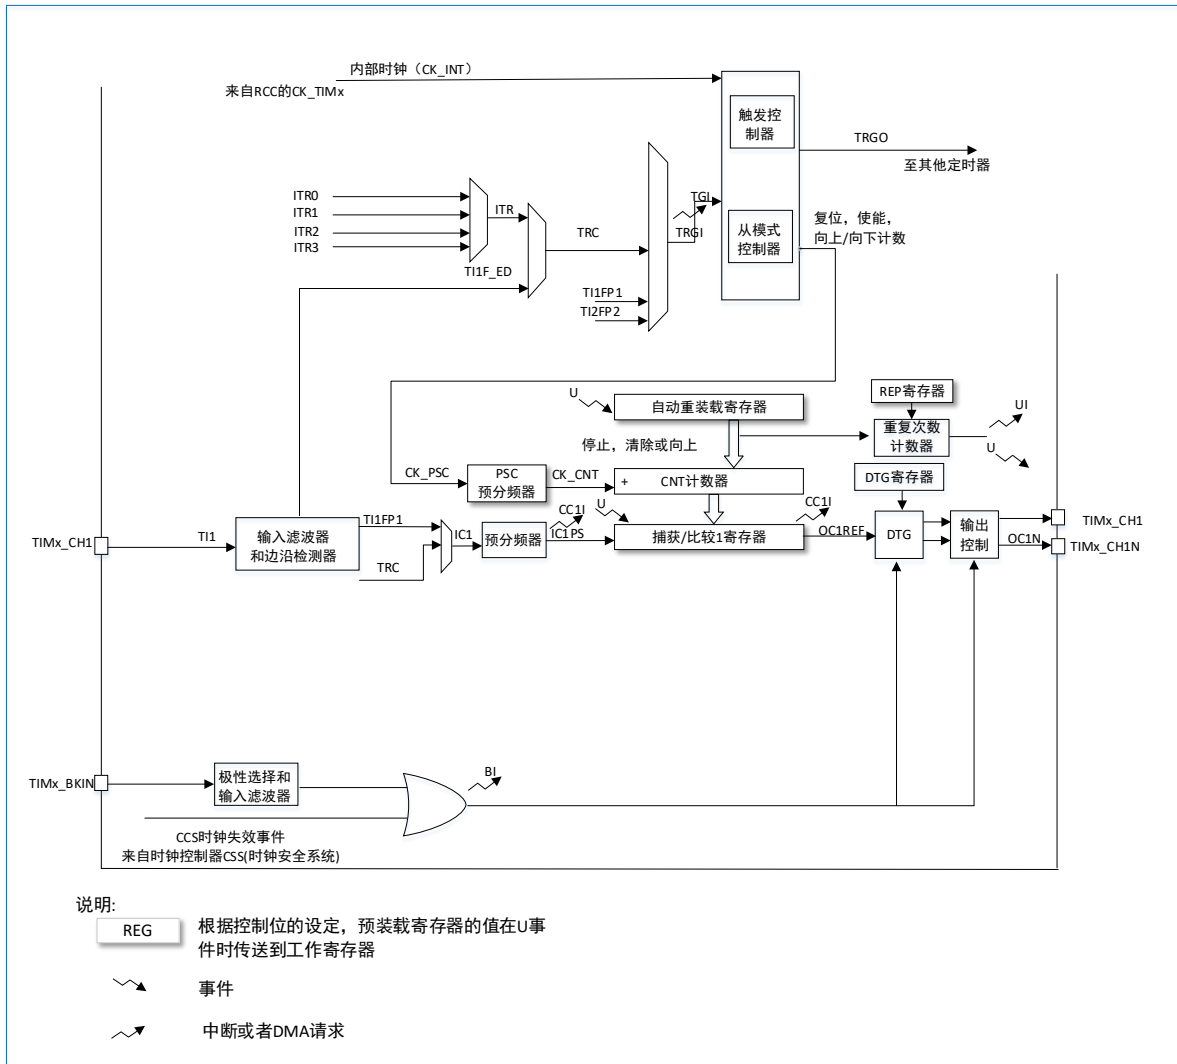 内部时钟（CK_INT）
来自RCC的CK_TIMx
触发控
制器
TRGO
至其他定时器
ITR0
ITR1
ITR2
ITR3
ITR
TRC
TGI
TRGI
从模式
控制器
复位，使能，
向上/向下计数
TI1F_ED
TI1FP1
TI2FP2
U
自动重装载寄存器
REP寄存器
UI
停止，清除或向上
重复次数
计数器
U
CK_PSC
PSC
预分频器
CK_CNT
+
CNT计数器
DTG寄存器
TIMx_CH1
TI1
输入滤波器
和边沿检测器
TI1FP1
TRC
IC1
预分频器
CC1I
IC1PS
U
捕获/比较1寄存器
CC1I
OC1REF
DTG
输出
控制
OC1N
TIMx_CH1
TIMx_CH1N
TIMx_BKIN
极性选择和
输入滤波器
BI
CCS时钟失效事件
来自时钟控制器CSS(时钟安全系统)
说明:
REG
根据控制位的设定，预装载寄存器的值在U事
件时传送到工作寄存器
事件
中断或者DMA请求